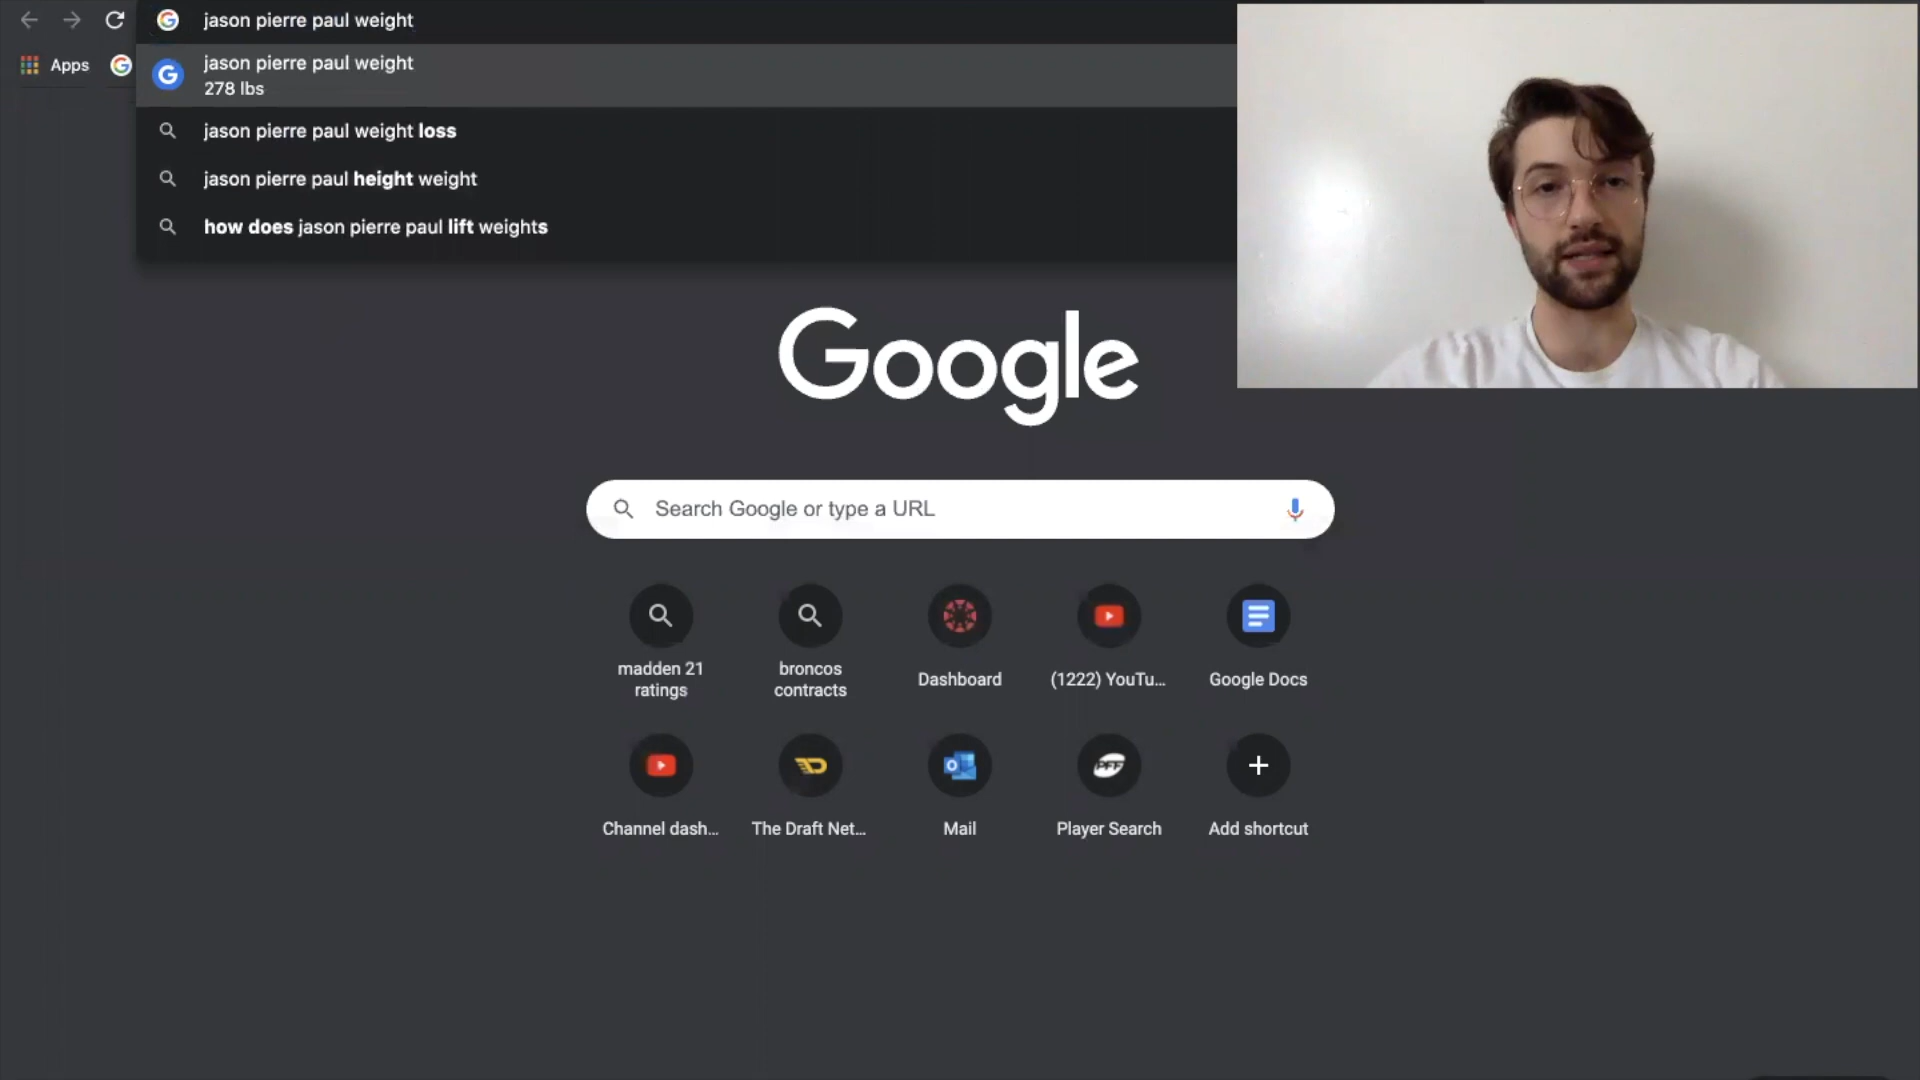 jason pierre paul weight
Apps
jason pierre paul weight
278 lbs
jason pierre paul weight loss
jason pierre paul height weight
how does jason pierre paul lift weights
Google
Search Google or type a URL
madden 21
ratings
broncos
contracts
Dashboard
(1222) YouTu...
Google Docs
Channel dash...
The Draft Net...
Mail
PFF
Player Search
Add shortcut